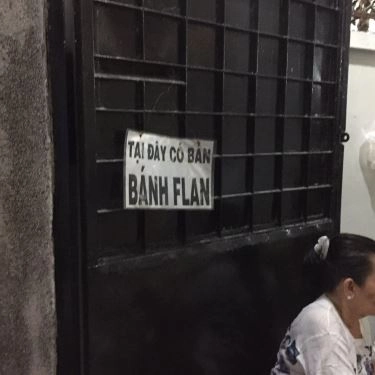 TẠI ĐÂY CÓ BÁN
BÁNH FLAN